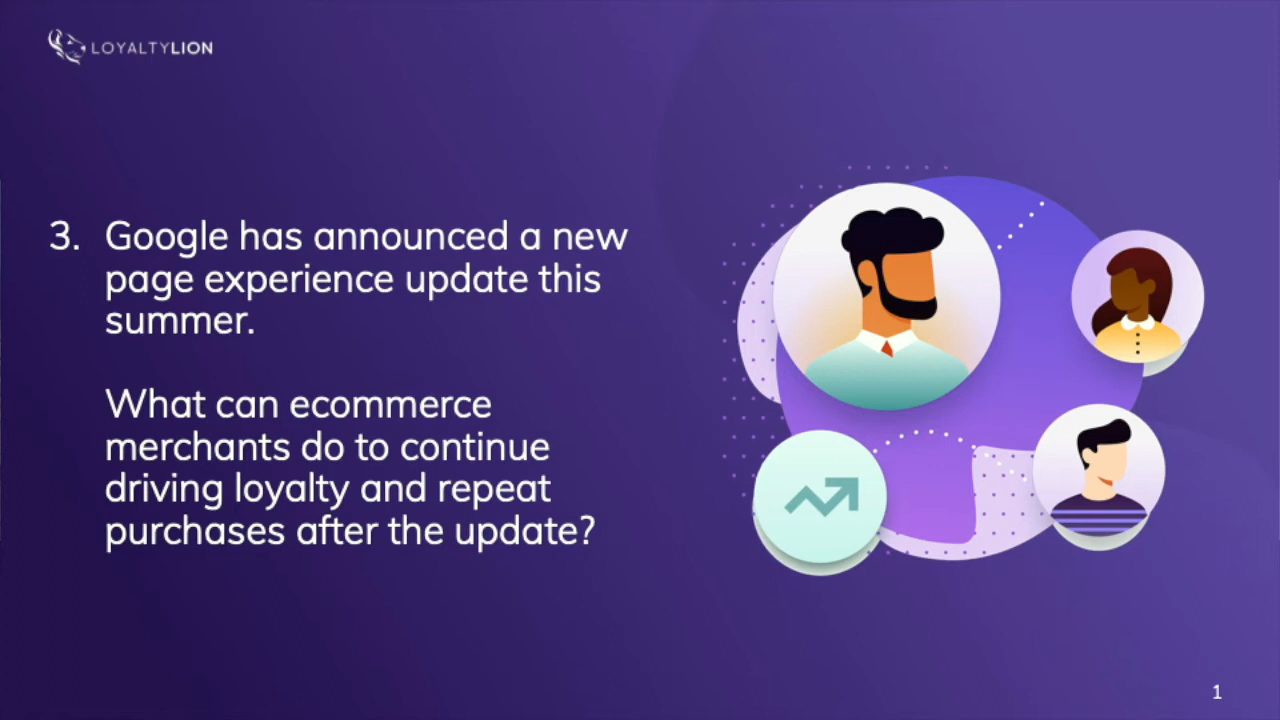 LOYALTYLION
3. Google has announced a new
page experience update this
summer.
What can ecommerce
merchants do to continue
driving loyalty and repeat
purchases after the update?
1